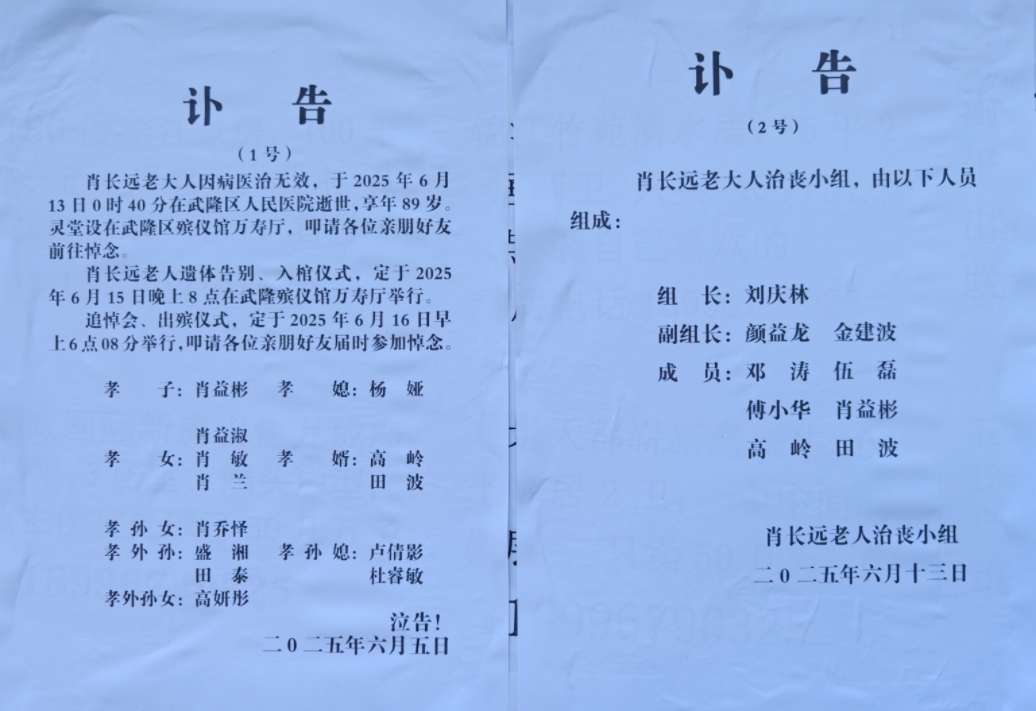 讣 告
（1 号）
肖长远老大人因病医治无效，于 2025 年 6 月
13 日 0 时 40 分在武隆区人民医院逝世，享年 89 岁。
灵堂设在武隆区殡仪馆万寿厅，叩请各位亲朋好友
前往悼念。
肖长远老人遗体告别、入棺仪式，定于 2025
年 6 月 15 日晚上 8 点在武隆殡仪馆万寿厅举行。
追悼会、出殡仪式，定于 2025 年 6 月 16 日早
上 6 点 08 分举行，叩请各位亲朋好友届时参加悼念。
孝 子：肖益彬 孝 媳：杨 娅
肖益淑
孝 女：肖 敏 孝 婿：高 岭
肖 兰 田 波
孝 孙 女：肖乔怿
孝 外 孙：盛 湘 孝 孙 媳：卢倩影
田 泰 杜睿敏
孝外孙女：高妍彤
泣告！
二 0 二五年六月五日
讣 告
（2 号）
肖长远老大人治丧小组，由以下人员
组成：
组 长：刘庆林
副组长：颜益龙 金建波
成 员：邓 涛 伍 磊
傅小华 肖益彬
高 岭 田 波
肖长远老人治丧小组
二 0 二五年六月十三日